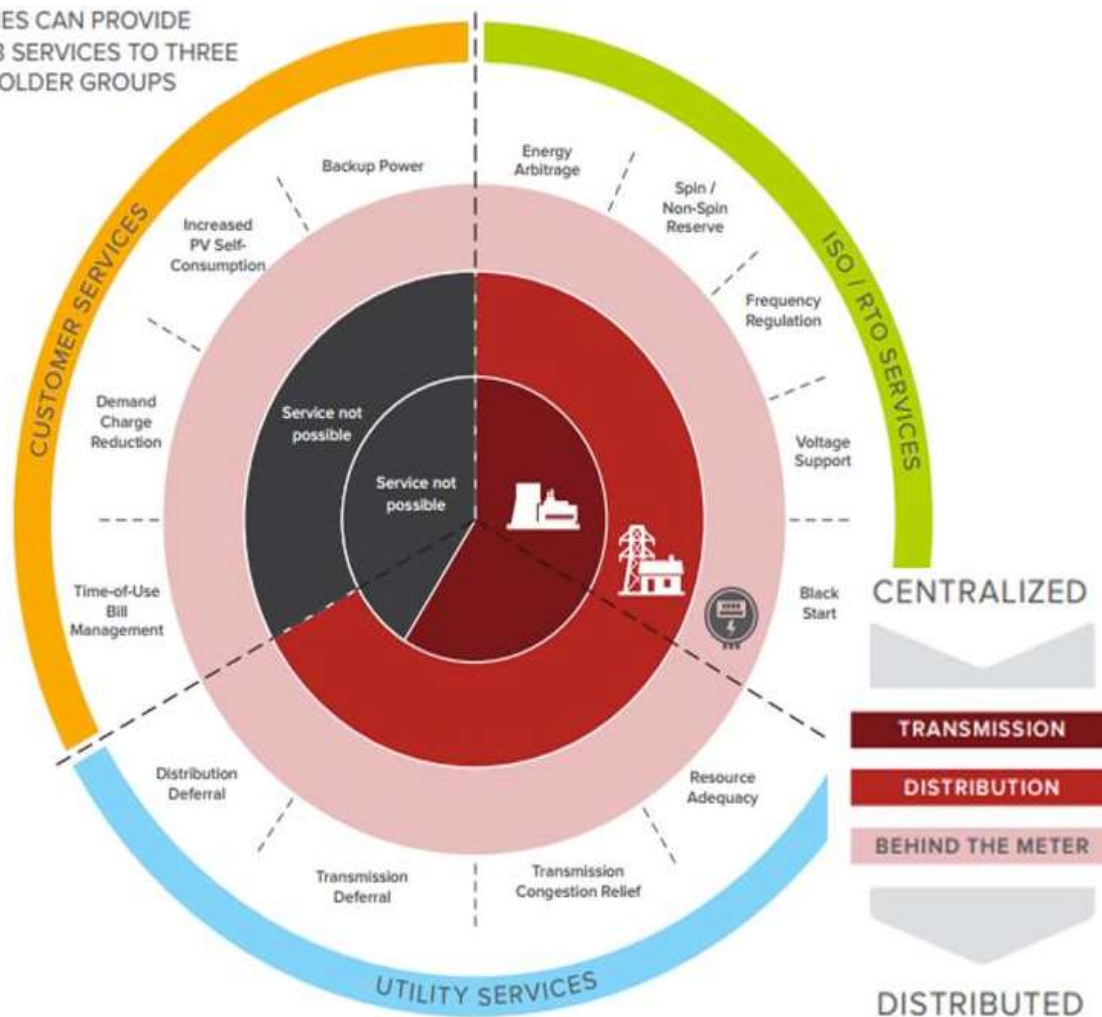 IES CAN PROVIDE
3 SERVICES TO THREE
OLDER GROUPS
CUSTOMER SERVICES
ISO / RTO SERVICES
UTILITY SERVICES
Backup Power
Increased
PV Self-
Consumption
Demand
Charge
Reduction
Time-of-Use
Bill
Management
Energy
Arbitrage
Spin /
Non-Spin
Reserve
Frequency
Regulation
Voltage
Support
Black
Start
Service not
possible
Service not
possible
Distribution
Deferral
Transmission
Deferral
Transmission
Congestion Relief
Resource
Adequacy
CENTRALIZED
TRANSMISSION
DISTRIBUTION
BEHIND THE METER
DISTRIBUTED